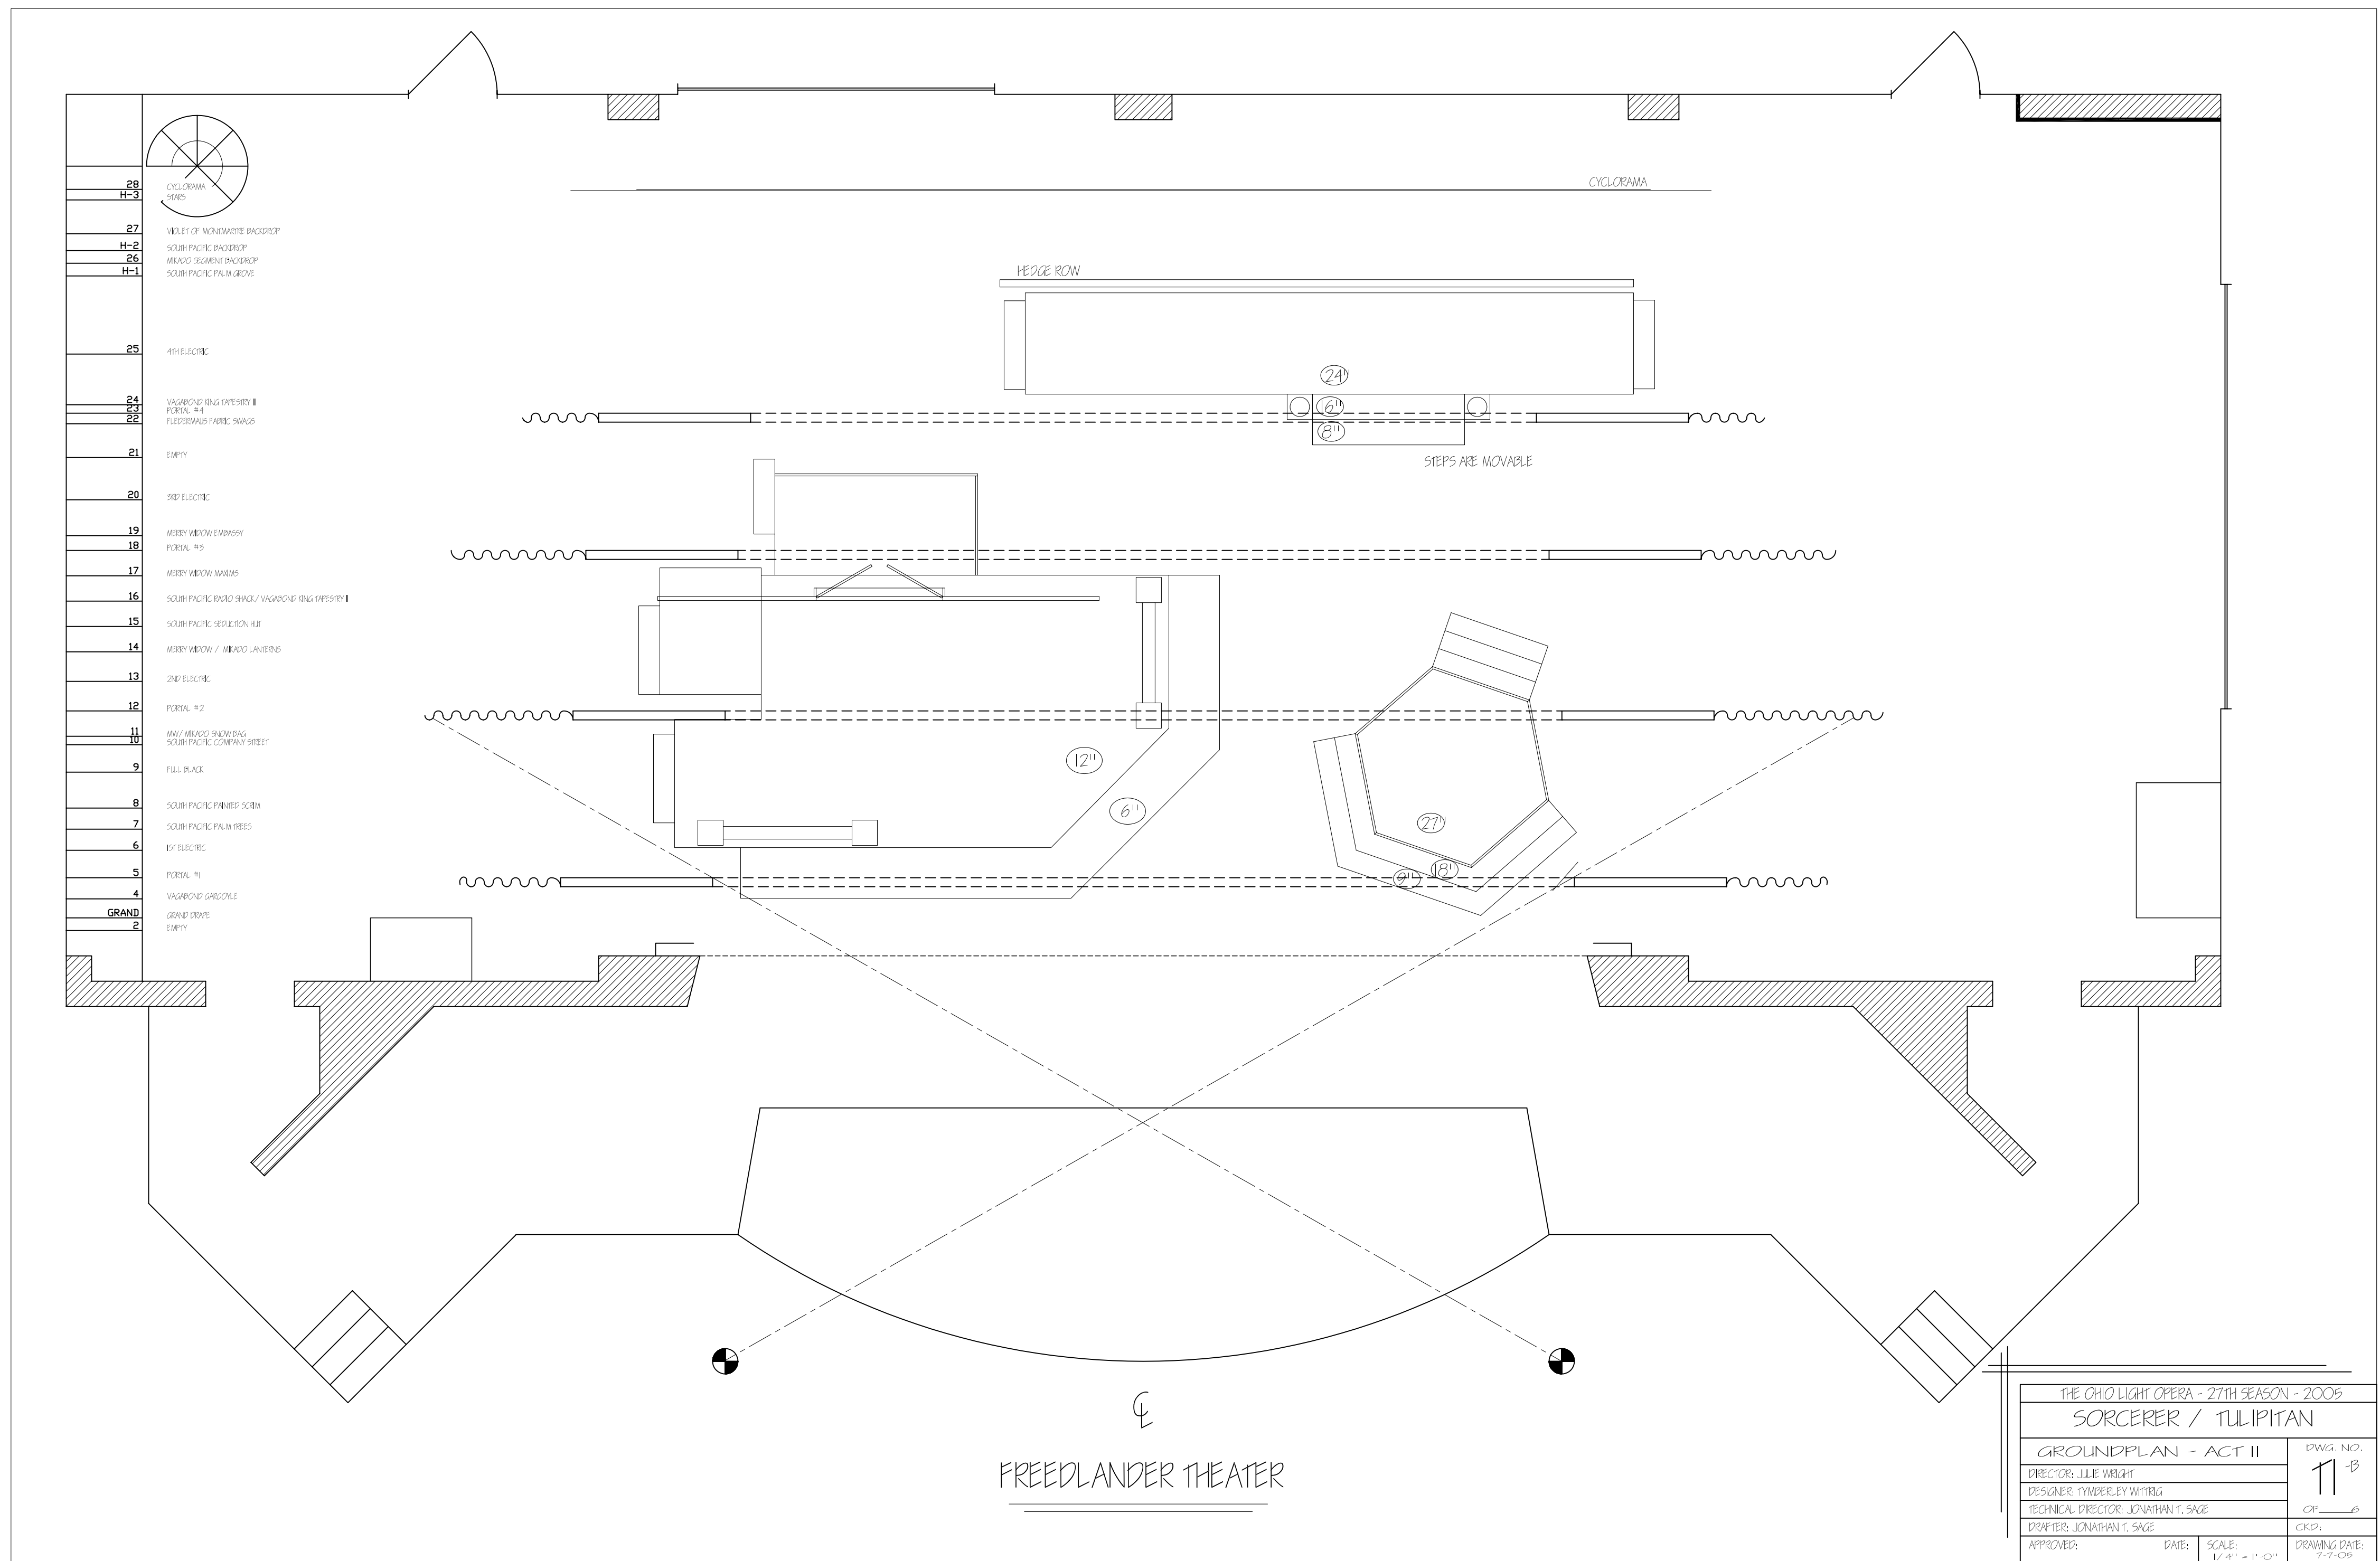 28 CYCLORAMA
H-3 STARS
27 VIOLET OF MONTMARTRE BACKDROP
H-2 SOUTH PACIFIC BACKDROP
26 MIKADO SEGMENT BACKDROP
H-1 SOUTH PACIFIC PALM GROVE
25 4TH ELECTRIC
24 VAGABOND KING TAPESTRY III
23 PORTAL #4
22 FLEDERMAUS FABRIC SWAGS
21 EMPTY
20 3RD ELECTRIC
19 MERRY WIDOW EMBASSY
18 PORTAL #3
17 MERRY WIDOW MAXIMS
16 SOUTH PACIFIC RADIO SHACK/ VAGABOND KING TAPESTRY II
15 SOUTH PACIFIC SEDUCTION HUT
14 MERRY WIDOW / MIKADO LANTERNS
13 2ND ELECTRIC
12 PORTAL #2
11 MW/ MIKADO SNOW BAG
10 SOUTH PACIFIC COMPANY STREET
9 FULL BLACK
8 SOUTH PACIFIC PAINTED SCRIM
7 SOUTH PACIFIC PALM TREES
6 1ST ELECTRIC
5 PORTAL #1
4 VAGABOND GARGOYLE
GRAND GRAND DRAPE
2 EMPTY
CYCLORAMA
HEDGE ROW
24"
16"
8"
STEPS ARE MOVABLE
12"
6"
27"
18"
9"
℄
FREEDLANDER THEATER
THE OHIO LIGHT OPERA - 27TH SEASON - 2005
SORCERER / TULIPITAN
GROUNDPLAN - ACT II
DWG. NO.
T1 -B
OF 6
DIRECTOR: JULIE WRIGHT
DESIGNER: TYMBERLEY WITTRIG
TECHNICAL DIRECTOR: JONATHAN T. SAGE
DRAFTER: JONATHAN T. SAGE
CKD:
APPROVED: DATE:
SCALE:
1/4" = 1'-0"
DRAWING DATE:
7-7-05